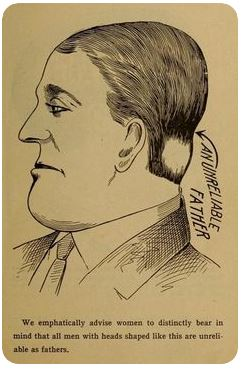 AN UNRELIABLE
FATHER
We emphatically advise women to distinctly bear in
mind that all men with heads shaped like this are unreli-
able as fathers.